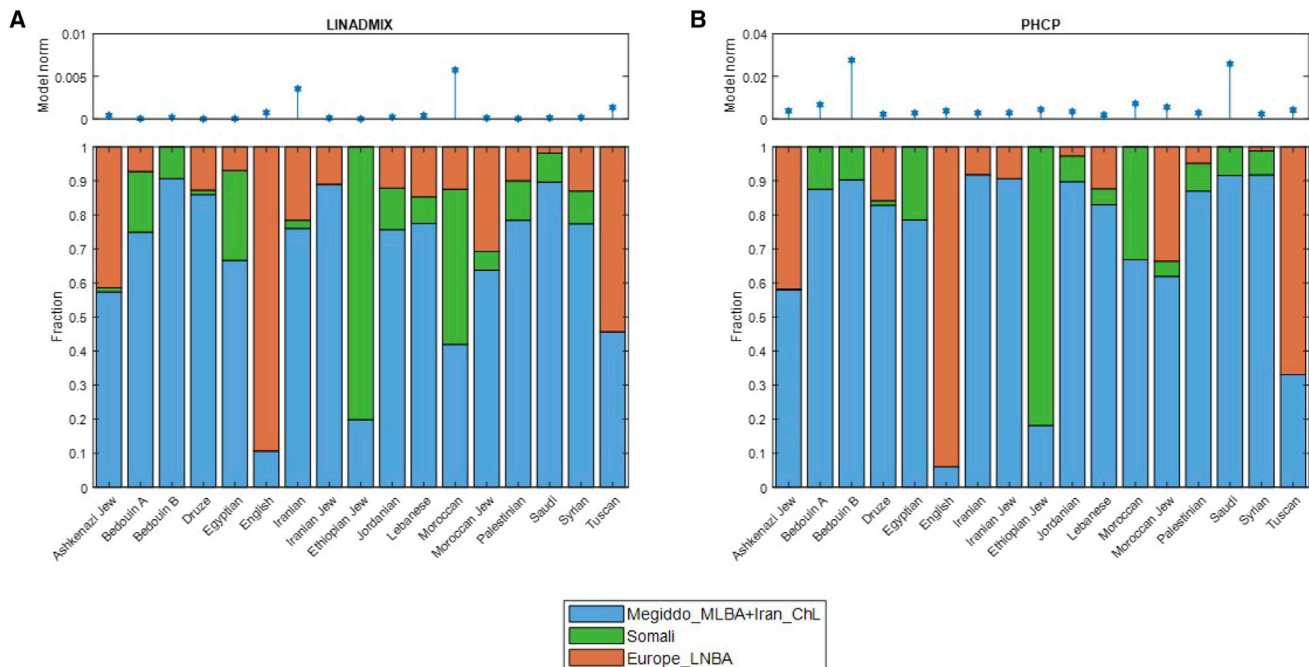 A
LINADMIX
Model norm
0.01
0.005
0
Fraction
1
0.9
0.8
0.7
0.6
0.5
0.4
0.3
0.2
0.1
0
Ashkenazi Jew
Bedouin A
Bedouin B
Druze
Egyptian
English
Iranian
Iranian Jew
Ethiopian Jew
Jordanian
Lebanese
Moroccan
Moroccan Jew
Palestinian
Saudi
Syrian
Tuscan
B
PHCP
Model norm
0.04
0.02
0
Fraction
1
0.9
0.8
0.7
0.6
0.5
0.4
0.3
0.2
0.1
0
Ashkenazi Jew
Bedouin A
Bedouin B
Druze
Egyptian
English
Iranian
Iranian Jew
Ethiopian Jew
Jordanian
Lebanese
Moroccan
Moroccan Jew
Palestinian
Saudi
Syrian
Tuscan
Megiddo_MLBA+Iran_ChL
Somali
Europe_LNBA